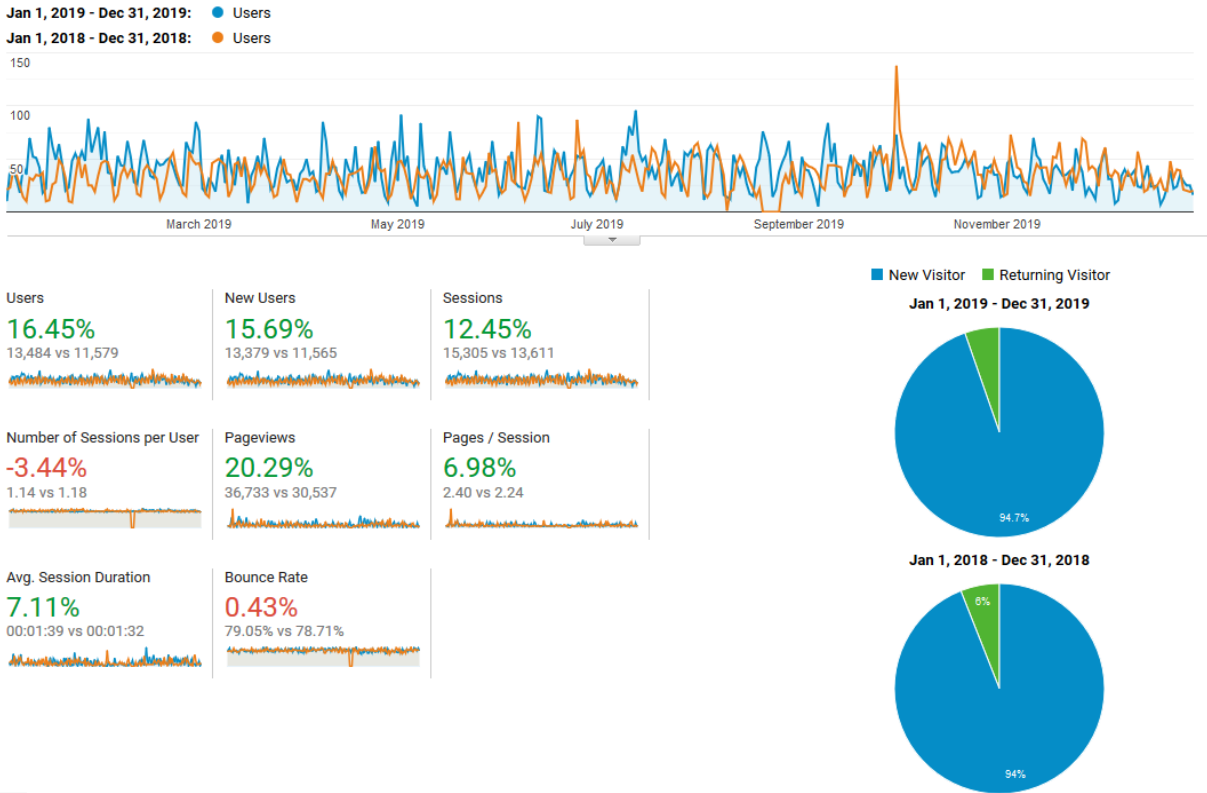 Jan 1, 2019 - Dec 31, 2019: Users
Jan 1, 2018 - Dec 31, 2018: Users
150
100
50
March 2019 May 2019 July 2019 September 2019 November 2019
New Visitor Returning Visitor
Users
16.45%
13,484 vs 11,579
New Users
15.69%
13,379 vs 11,565
Sessions
12.45%
15,305 vs 13,611
Number of Sessions per User
-3.44%
1.14 vs 1.18
Pageviews
20.29%
36,733 vs 30,537
Pages / Session
6.98%
2.40 vs 2.24
Avg. Session Duration
7.11%
00:01:39 vs 00:01:32
Bounce Rate
0.43%
79.05% vs 78.71%
Jan 1, 2019 - Dec 31, 2019
94.7%
Jan 1, 2018 - Dec 31, 2018
6%
94%